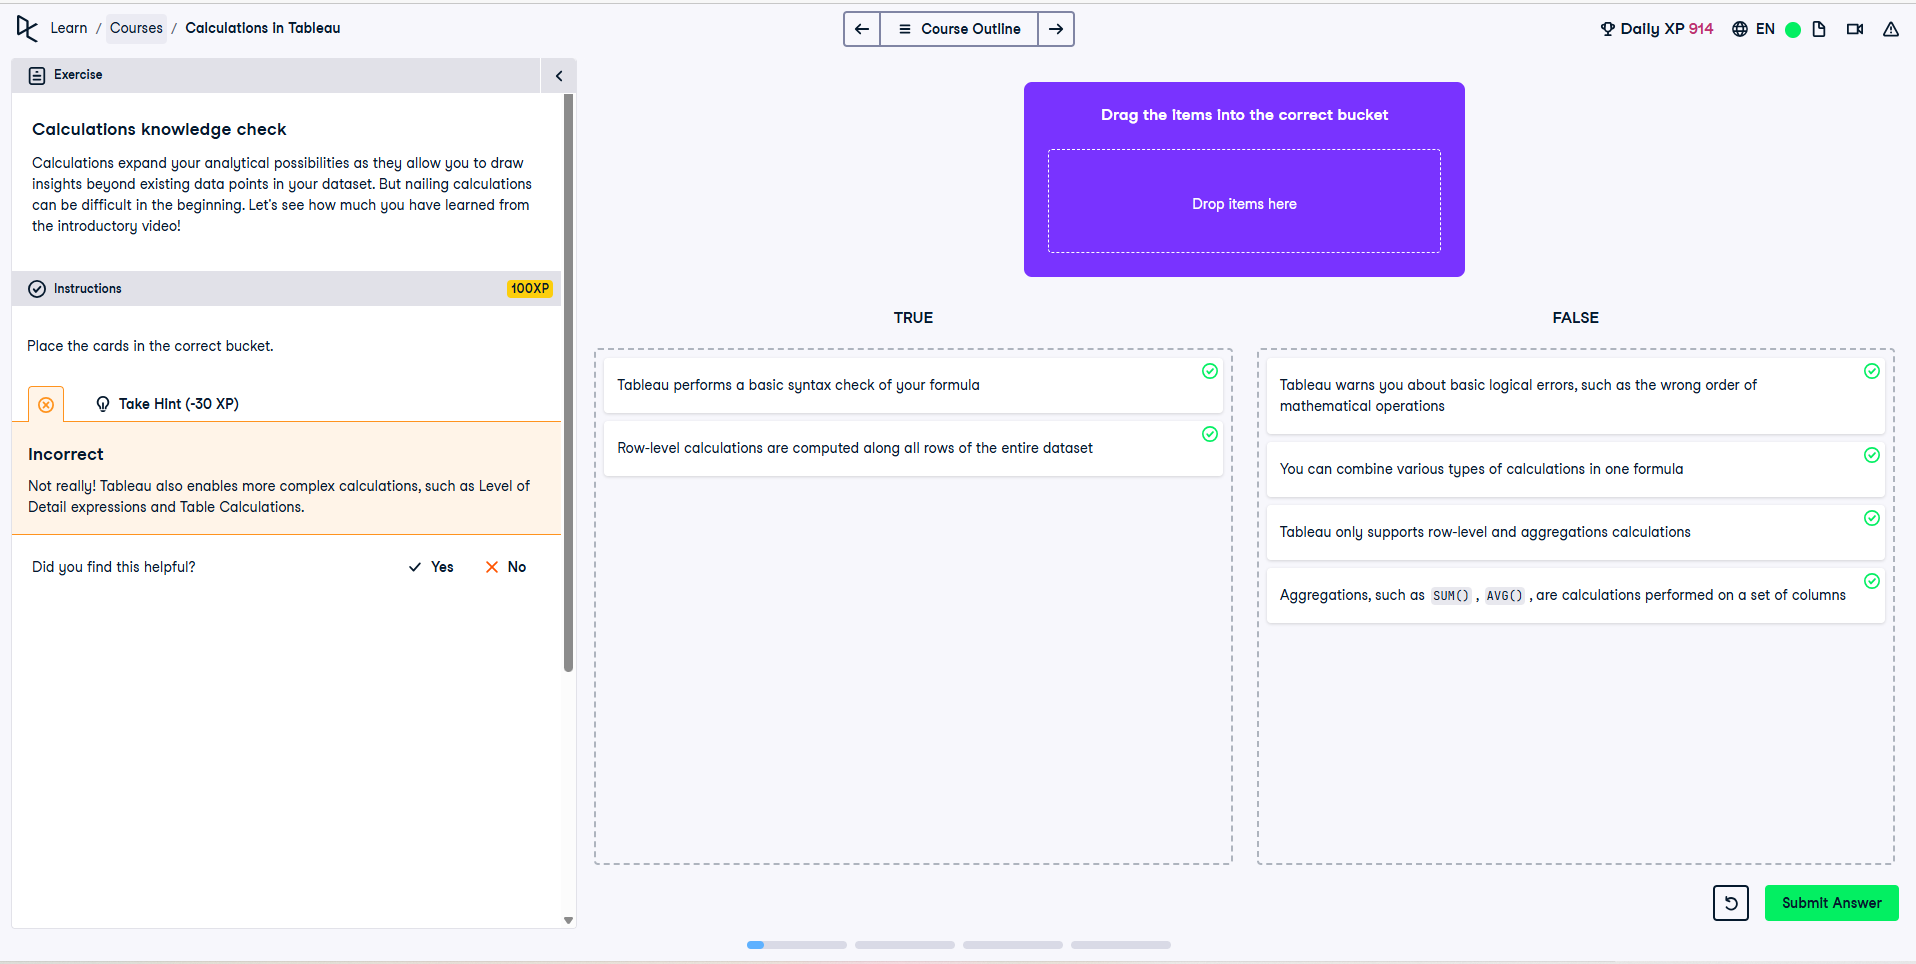 Learn / Courses / Calculations in Tableau
Course Outline
Daily XP 914
EN
Exercise
Calculations knowledge check
Calculations expand your analytical possibilities as they allow you to draw
insights beyond existing data points in your dataset. But nailing calculations
can be difficult in the beginning. Let's see how much you have learned from
the introductory video!
Instructions
100XP
Place the cards in the correct bucket.
Take Hint (-30 XP)
Incorrect
Not really! Tableau also enables more complex calculations, such as Level of
Detail expressions and Table Calculations.
Did you find this helpful?
Yes
No
Drag the items into the correct bucket
Drop items here
TRUE
Tableau performs a basic syntax check of your formula
Row-level calculations are computed along all rows of the entire dataset
FALSE
Tableau warns you about basic logical errors, such as the wrong order of
mathematical operations
You can combine various types of calculations in one formula
Tableau only supports row-level and aggregations calculations
Aggregations, such as SUM() , AVG() , are calculations performed on a set of columns
Submit Answer